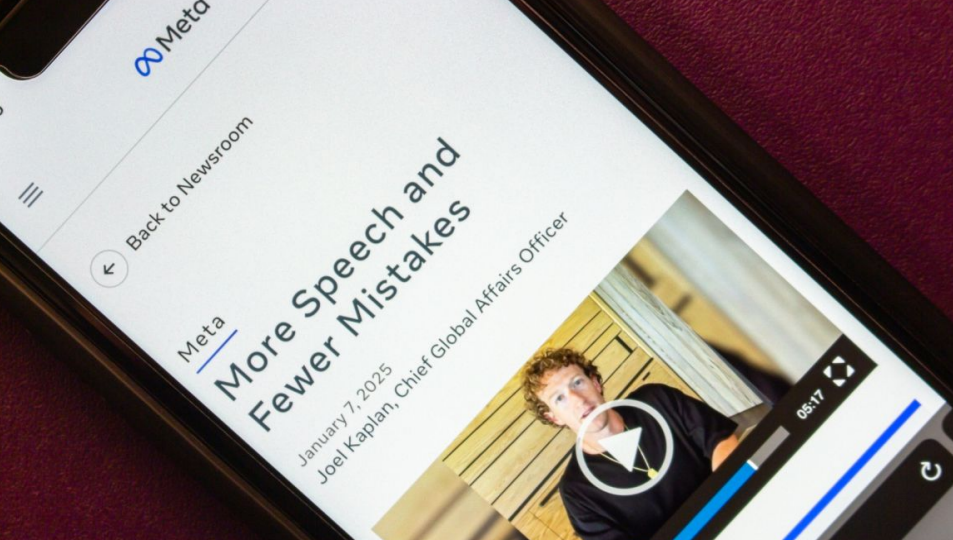 Meta
Back to Newsroom
Meta
More Speech and
Fewer Mistakes
January 7, 2025
Joel Kaplan, Chief Global Affairs Officer
05:17